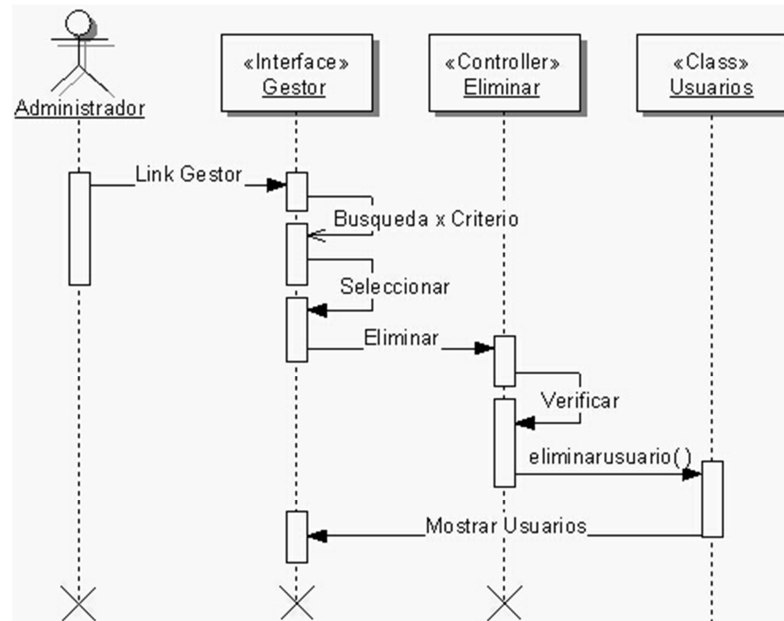 Administrador
«Interface»
Gestor
«Controller»
Eliminar
«Class»
Usuarios
Link Gestor
Busqueda x Criterio
Seleccionar
Eliminar
Verificar
eliminarusuario()
Mostrar Usuarios